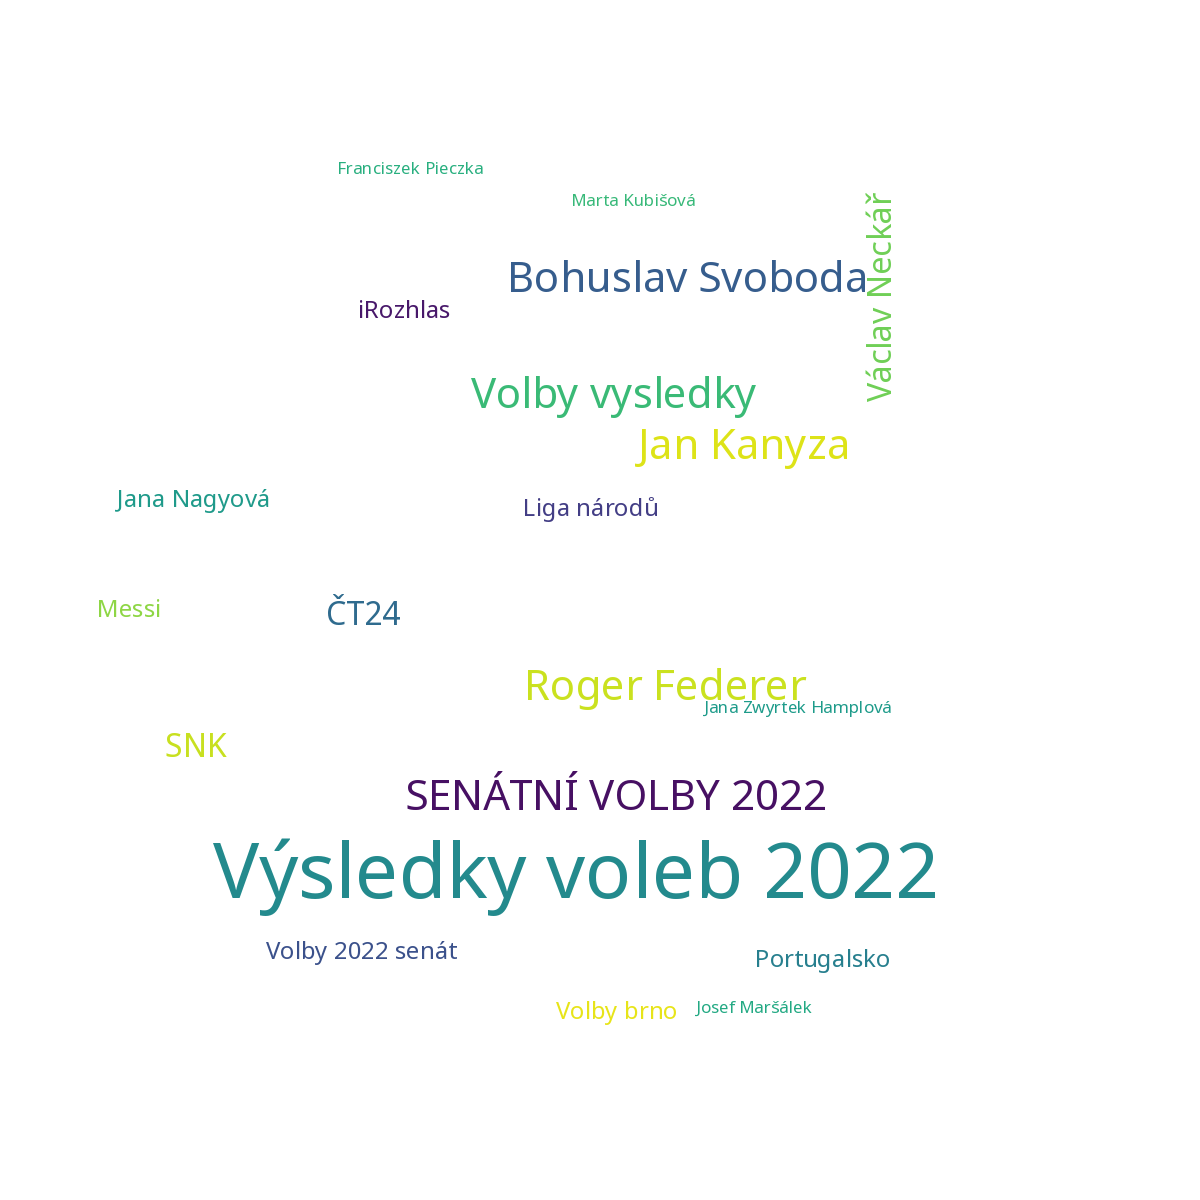 Franciszek Pieczka
Marta Kubišová
Václav Neckář
Bohuslav Svoboda
iRozhlas
Volby vysledky
Jan Kanyza
Jana Nagyová
Liga národů
Messi
ČT24
Roger Federer
Jana Zwyrtek Hamplová
SNK
SENÁTNÍ VOLBY 2022
Výsledky voleb 2022
Volby 2022 senát
Portugalsko
Volby brno
Josef Maršálek